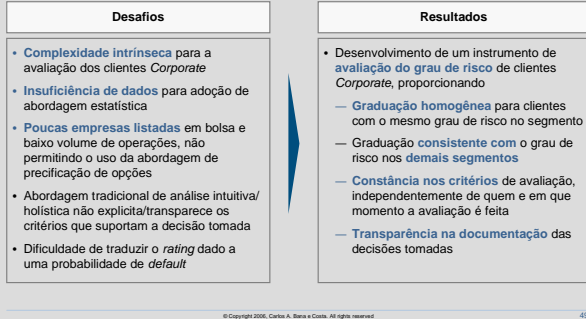 Desafios
• Complexidade intrínseca para a
avaliação dos clientes Corporate
• Insuficiência de dados para adoção de
abordagem estatística
• Poucas empresas listadas em bolsa e
baixo volume de operações, não
permitindo o uso da abordagem de
precificação de opções
• Abordagem tradicional de análise intuitiva/
holística não explicita/transparece os
critérios que suportam a decisão tomada
• Dificuldade de traduzir o rating dado a
uma probabilidade de default
Resultados
• Desenvolvimento de um instrumento de
avaliação do grau de risco de clientes
Corporate, proporcionando
— Graduação homogênea para clientes
com o mesmo grau de risco no segmento
— Graduação consistente com o grau de
risco nos demais segmentos
— Constância nos critérios de avaliação,
independentemente de quem e em que
momento a avaliação é feita
— Transparência na documentação das
decisões tomadas
© Copyright 2006, Carlos A. Bana e Costa. All rights reserved